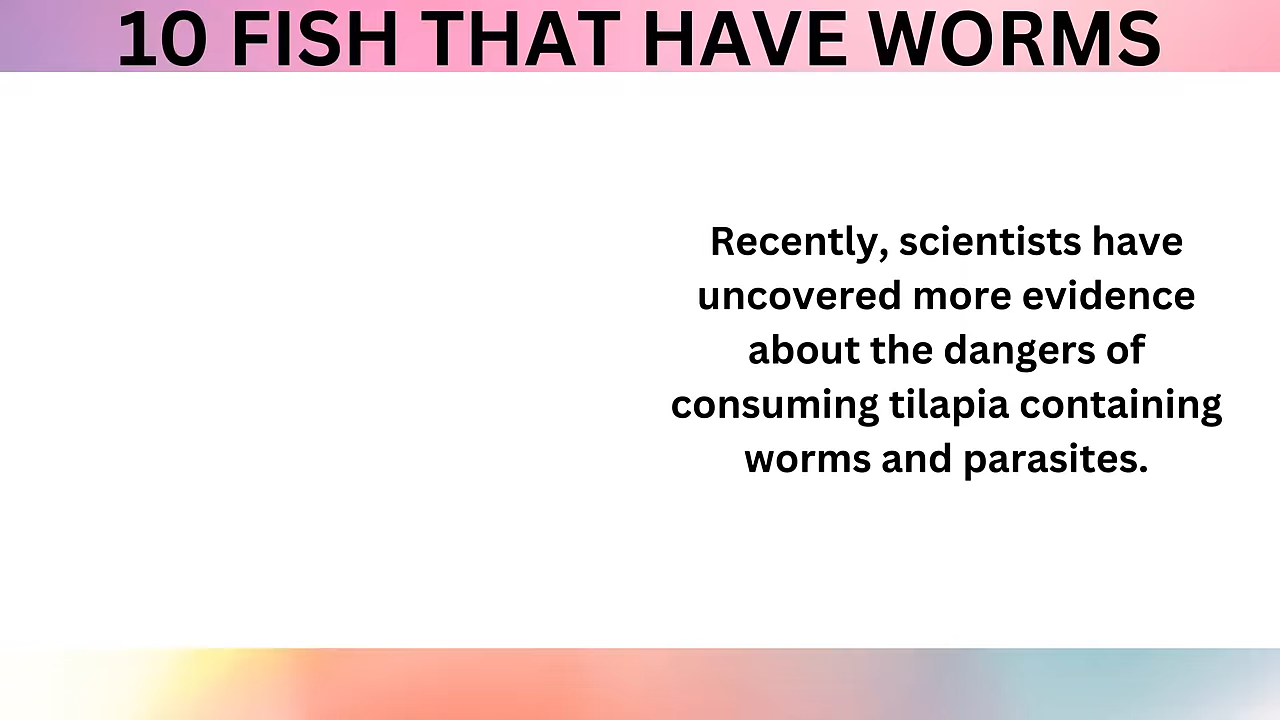 10 FISH THAT HAVE WORMS
Recently, scientists have
uncovered more evidence
about the dangers of
consuming tilapia containing
worms and parasites.